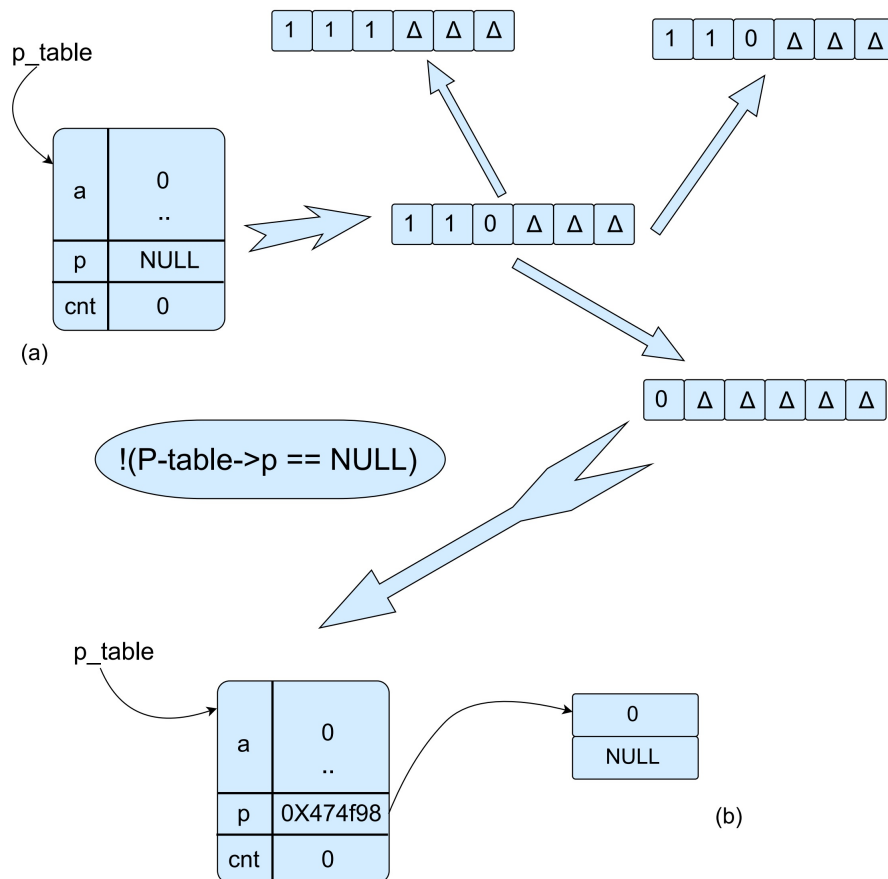 1 1 1 Δ Δ Δ
1 1 0 Δ Δ Δ
p_table
a 0
..
p NULL
cnt 0
(a)
1 1 0 Δ Δ Δ
0 Δ Δ Δ Δ Δ
!(P-table->p == NULL)
p_table
a 0
..
p 0X474f98
cnt 0
0
NULL
(b)